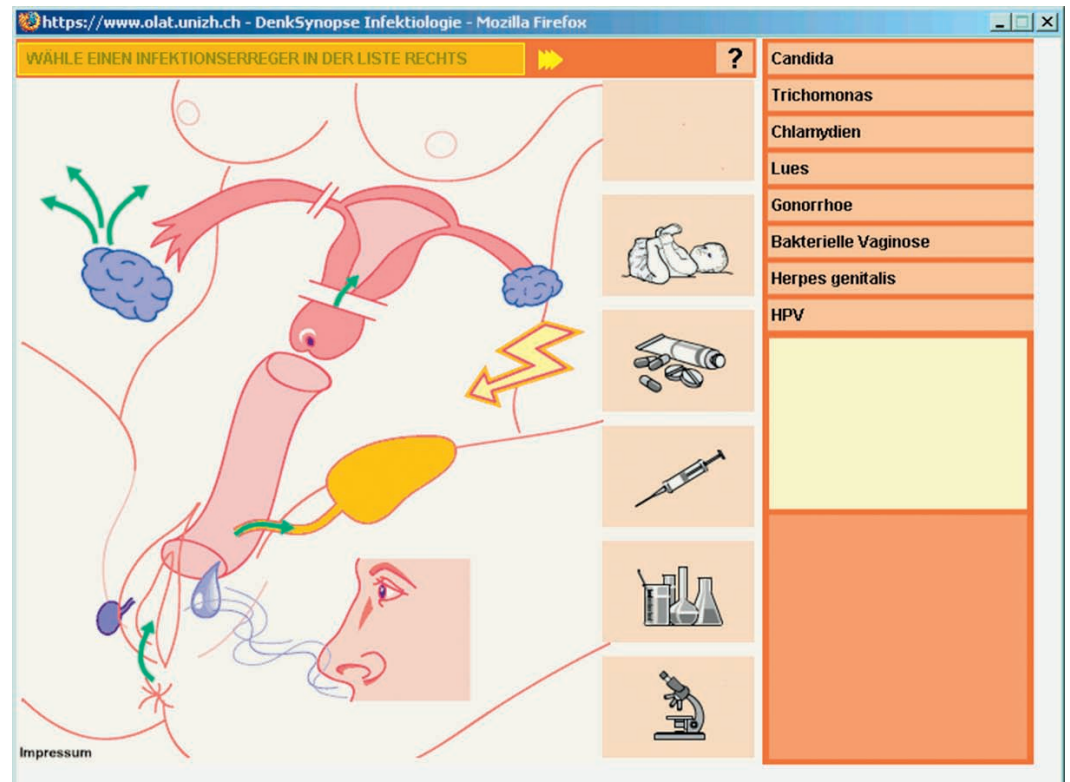 https://www.olat.unizh.ch - DenkSynopse Infektiologie - Mozilla Firefox
WÄHLE EINEN INFEKTIONSERREGER IN DER LISTE RECHTS
?
Candida
Trichomonas
Chlamydien
Lues
Gonorrhoe
Bakterielle Vaginose
Herpes genitalis
HPV
Impressum